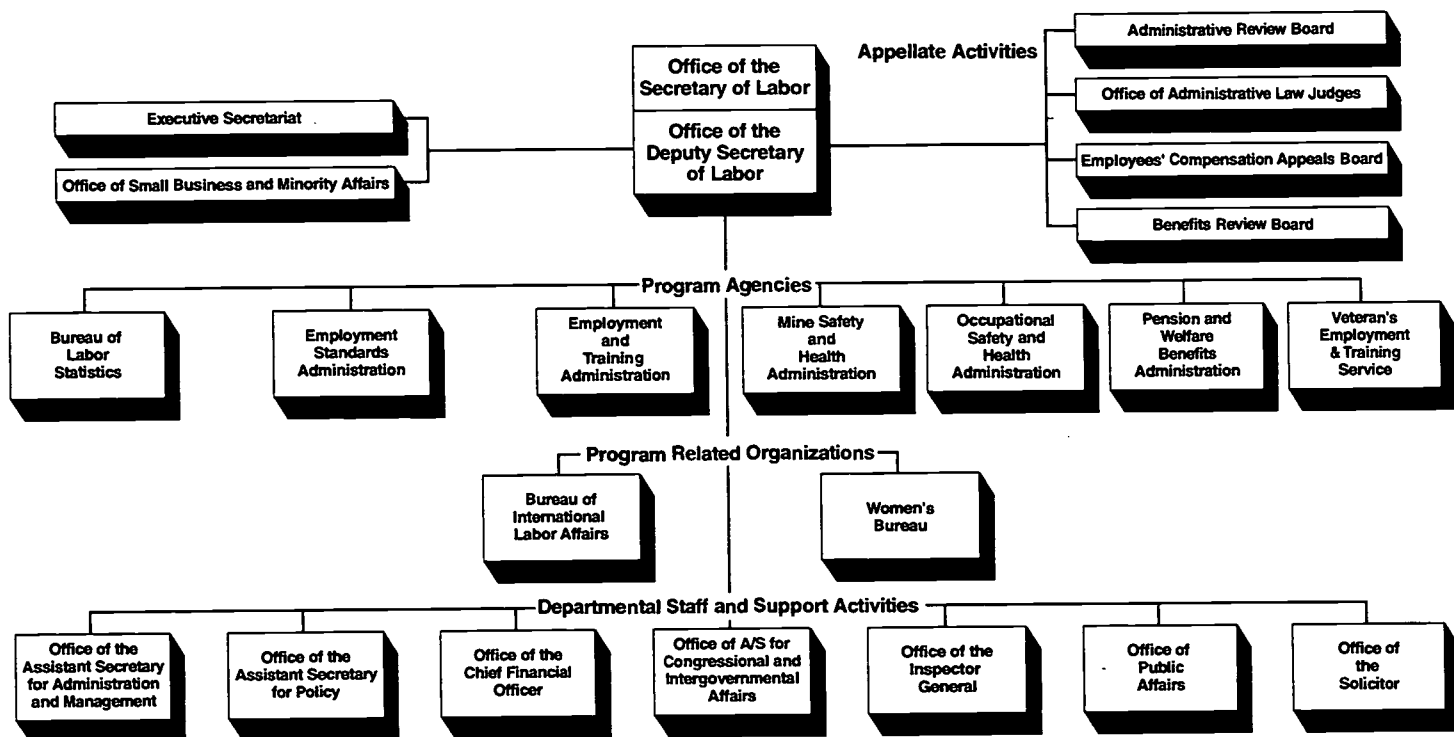 Appellate Activities
Administrative Review Board
Office of the
Secretary of Labor
Office of Administrative Law Judges
Executive Secretariat
Office of the
Deputy Secretary
of Labor
Employees' Compensation Appeals Board
Office of Small Business and Minority Affairs
Benefits Review Board
Program Agencies
Bureau of
Labor
Statistics
Employment
Standards
Administration
Employment
and
Training
Administration
Mine Safety
and
Health
Administration
Occupational
Safety and
Health
Administration
Pension and
Welfare
Benefits
Administration
Veteran's
Employment
& Training
Service
Program Related Organizations
Bureau of
International
Labor Affairs
Women's
Bureau
Departmental Staff and Support Activities
Office of the
Assistant Secretary
for Administration
and Management
Office of the
Assistant Secretary
for Policy
Office of the
Chief Financial
Officer
Office of A/S for
Congressional and
Intergovernmental
Affairs
Office of the
Inspector
General
Office of
Public
Affairs
Office of
the
Solicitor